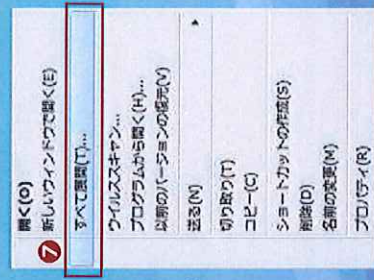 開く(O)
❼
新しいウィンドウで開く(E)
すべて展開(T)...
ウイルススキャン...
プログラムから開く(H)...
以前のバージョンの復元(V)
送る(N)
切り取り(T)
コピー(C)
ショートカットの作成(S)
削除(D)
名前の変更(M)
プロパティ(R)